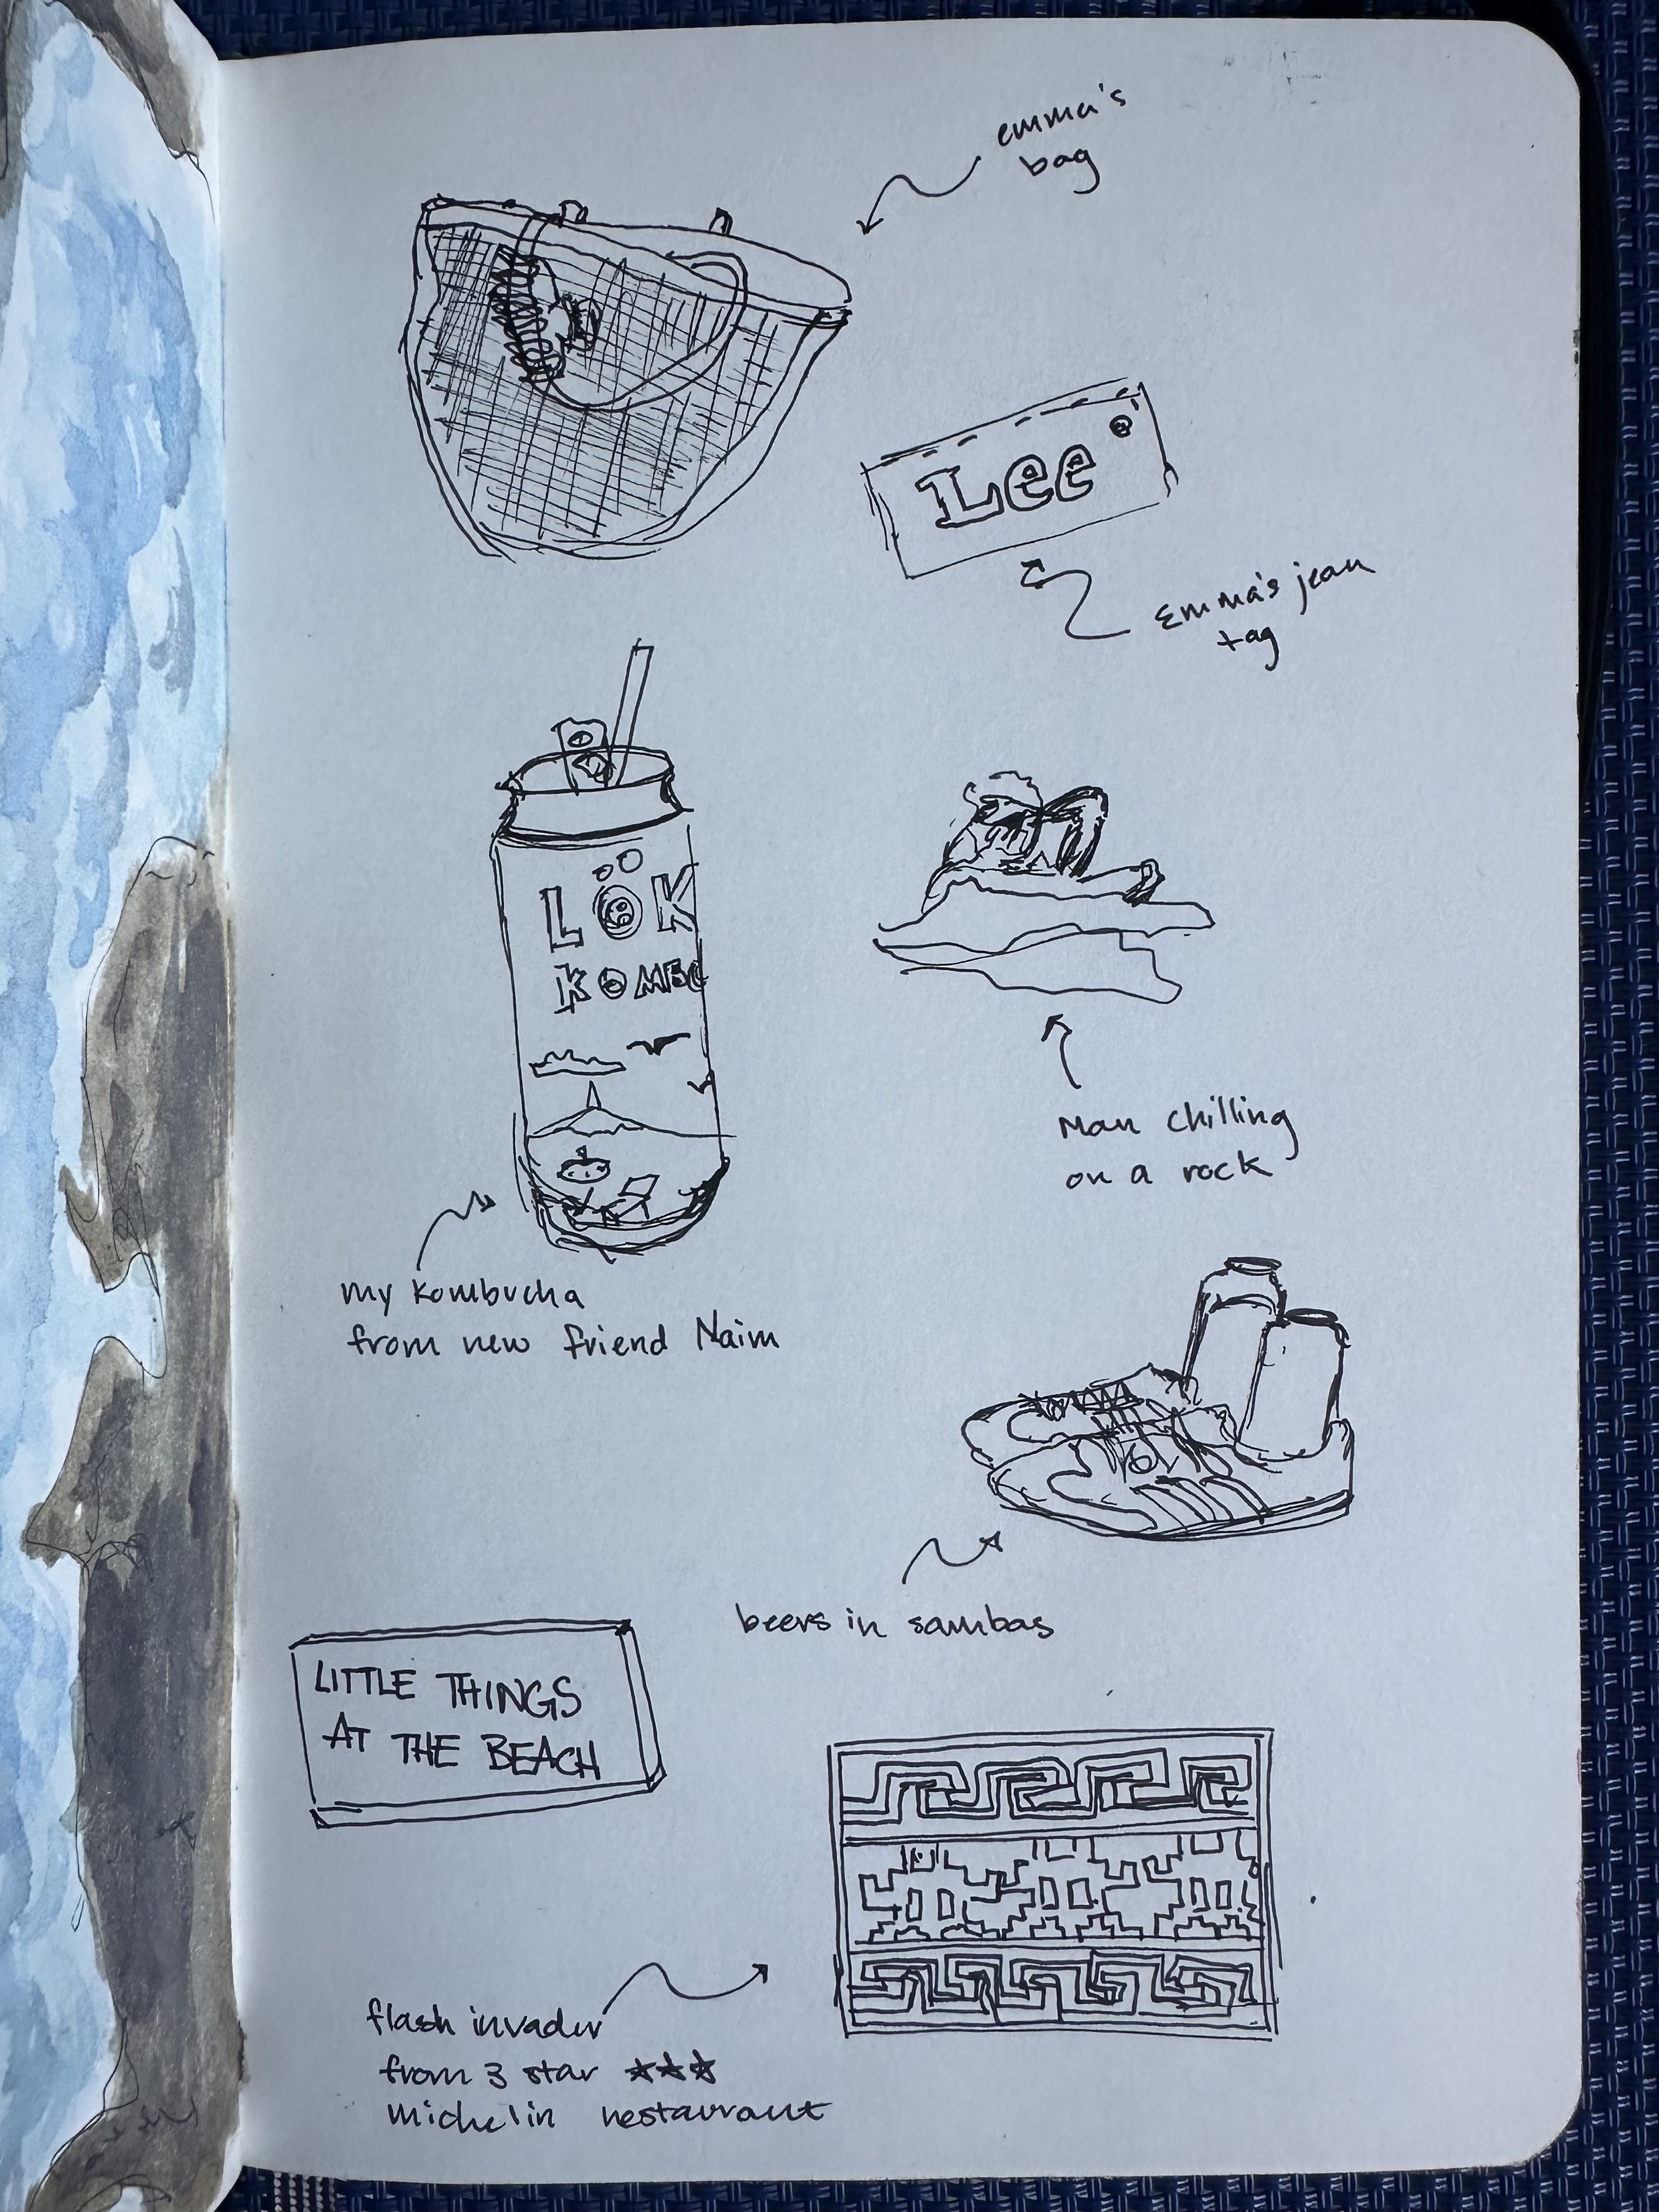 emma's
bag
Lee
Emma's jean
tag
LÖK
KOMBU
my kombucha
from new friend Naim
Man chilling
on a rock
beers in sambas
LITTLE THINGS
AT THE BEACH
flash invader
from 3 star ★★★
michelin restaurant